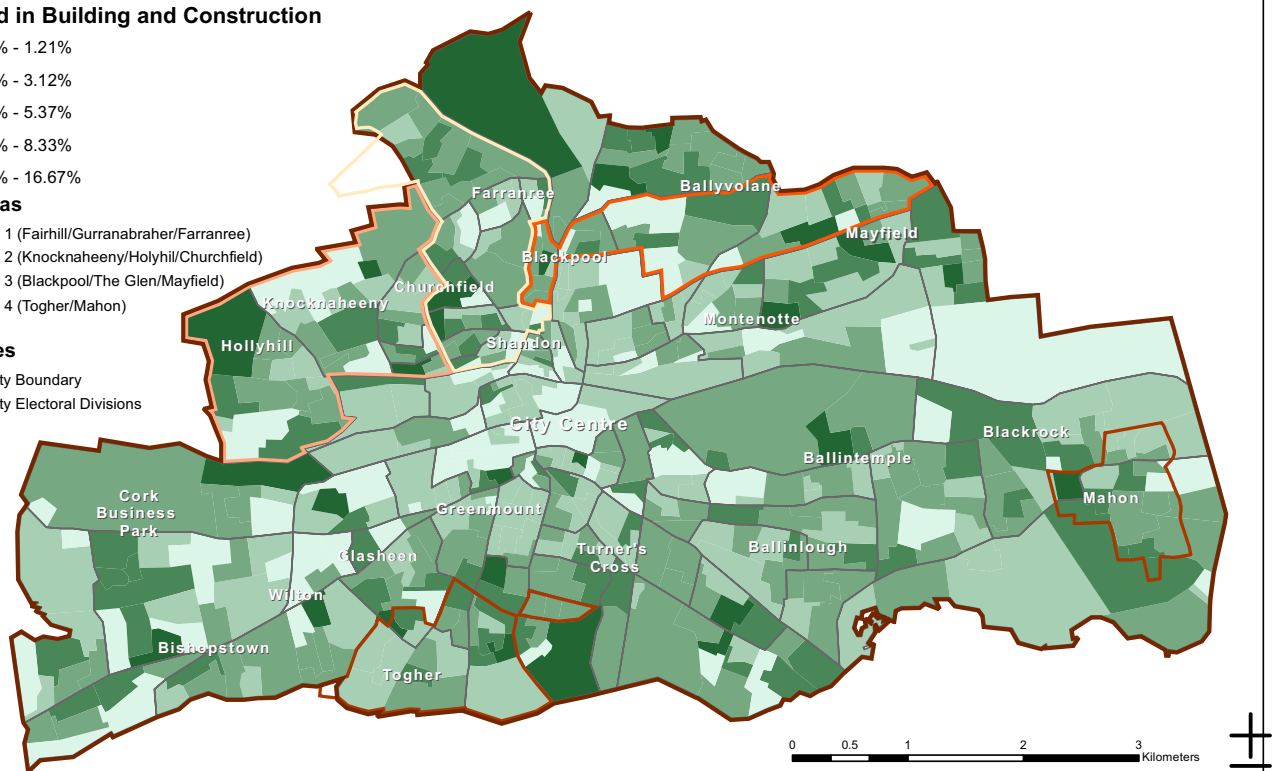 d in Building and Construction
% - 1.21%
% - 3.12%
% - 5.37%
% - 8.33%
% - 16.67%
as
1 (Fairhill/Gurranabraher/Farranree)
2 (Knocknaheeny/Holyhil/Churchfield)
3 (Blackpool/The Glen/Mayfield)
4 (Togher/Mahon)
es
ty Boundary
ty Electoral Divisions
Farranree
Ballyvolane
Mayfield
Blackpool
Churchfield
Knocknaheeny
Montenotte
Hollyhill
Shandon
City Centre
Blackrock
Ballintemple
Cork
Business
Park
Mahon
Greenmount
Glasheen
Turner's
Cross
Ballinlough
Wilton
Bishopstown
Togher
0 0.5 1 2 3
Kilometers